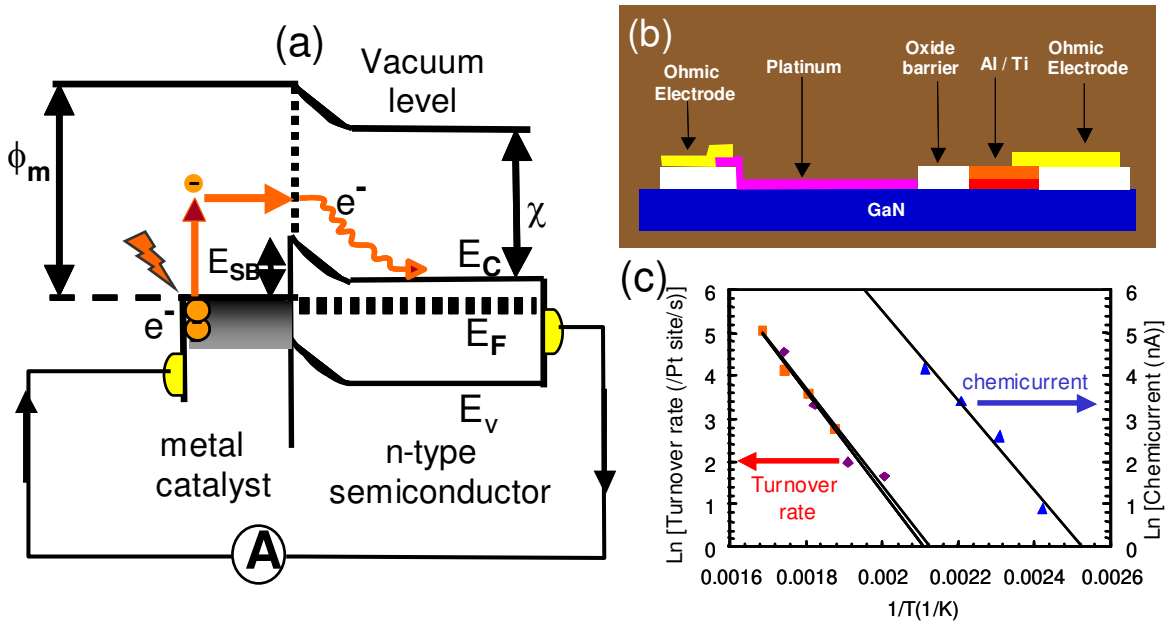 (a)
Vacuum
level
ϕm
-
e-
χ
ESB
EC
e-
EF
Ev
metal
catalyst
n-type
semiconductor
A
(b)
Ohmic
Electrode
Platinum
Oxide
barrier
Al / Ti
Ohmic
Electrode
GaN
(c)
Ln [Turnover rate (/Pt site/s)]
6
5
4
3
2
1
0
chemicurrent
Turnover
rate
6
5
4
3
2
1
0
Ln [Chemicurrent (nA)]
0.0016 0.0018 0.002 0.0022 0.0024 0.0026
1/T(1/K)